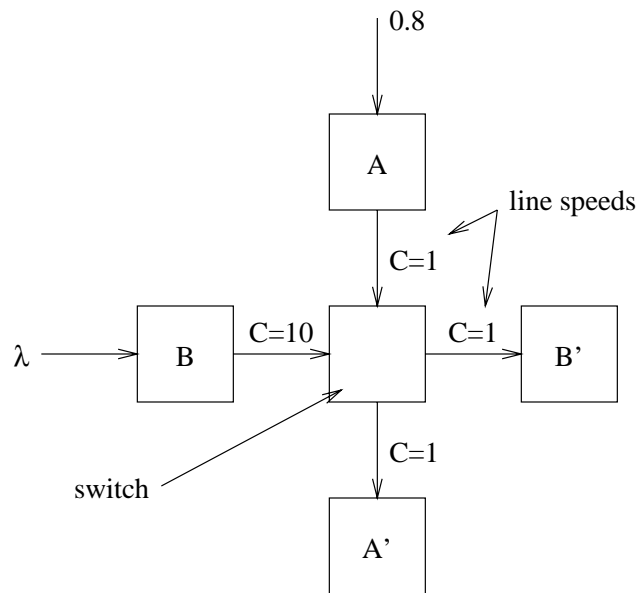 0.8
A
line speeds
C=1
λ
B
C=10
C=1
B’
C=1
switch
A’